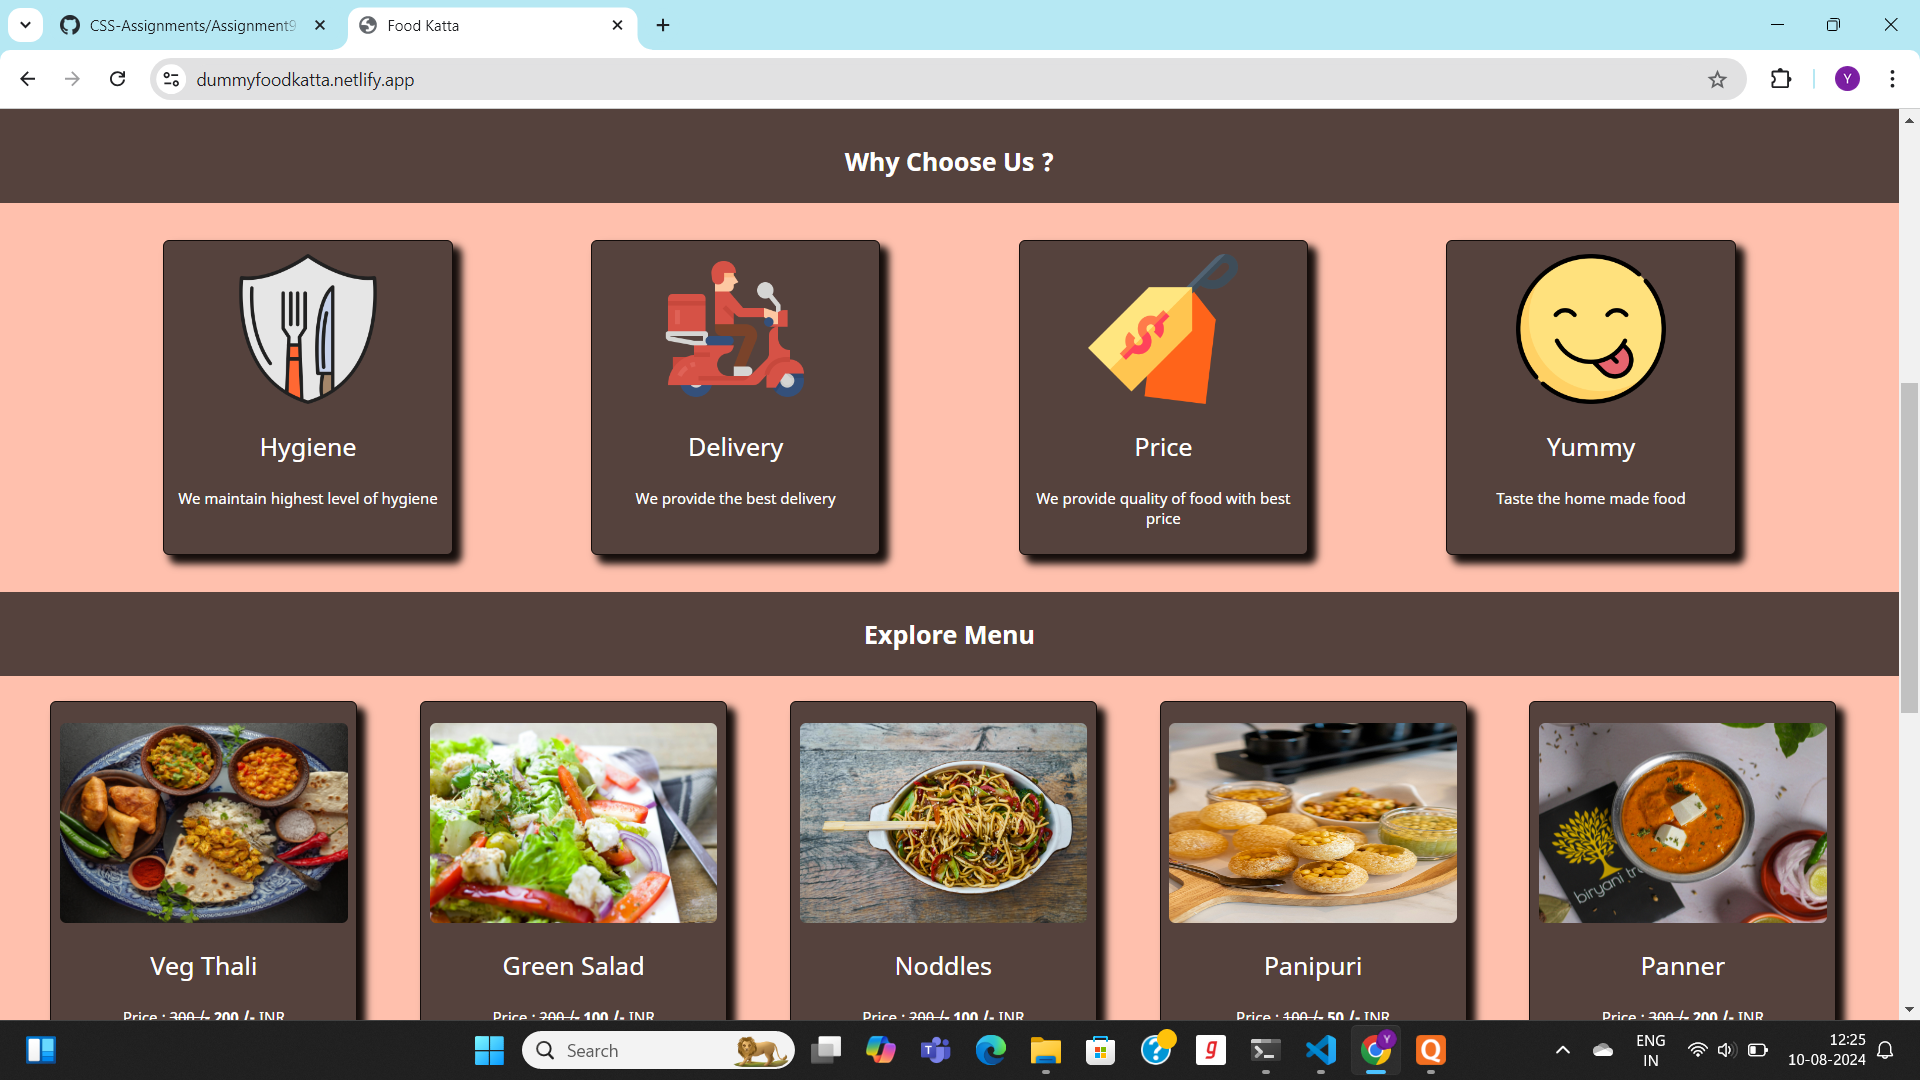 CSS-Assignments/Assignment9
Food Katta
dummyfoodkatta.netlify.app
Y
Why Choose Us ?
Hygiene
Delivery
Price
Yummy
We maintain highest level of hygiene
We provide the best delivery
We provide quality of food with best
price
Taste the home made food
Explore Menu
biryani
Veg Thali
Green Salad
Noddles
Panipuri
Panner
Price : 300 /- 200 /- INR
Price : 200 /- 100 /- INR
Price : 200 /- 100 /- INR
Price : 100 /- 50 /- INR
Price : 300 /- 200 /- INR
Search
ENG
IN
12:25
10-08-2024